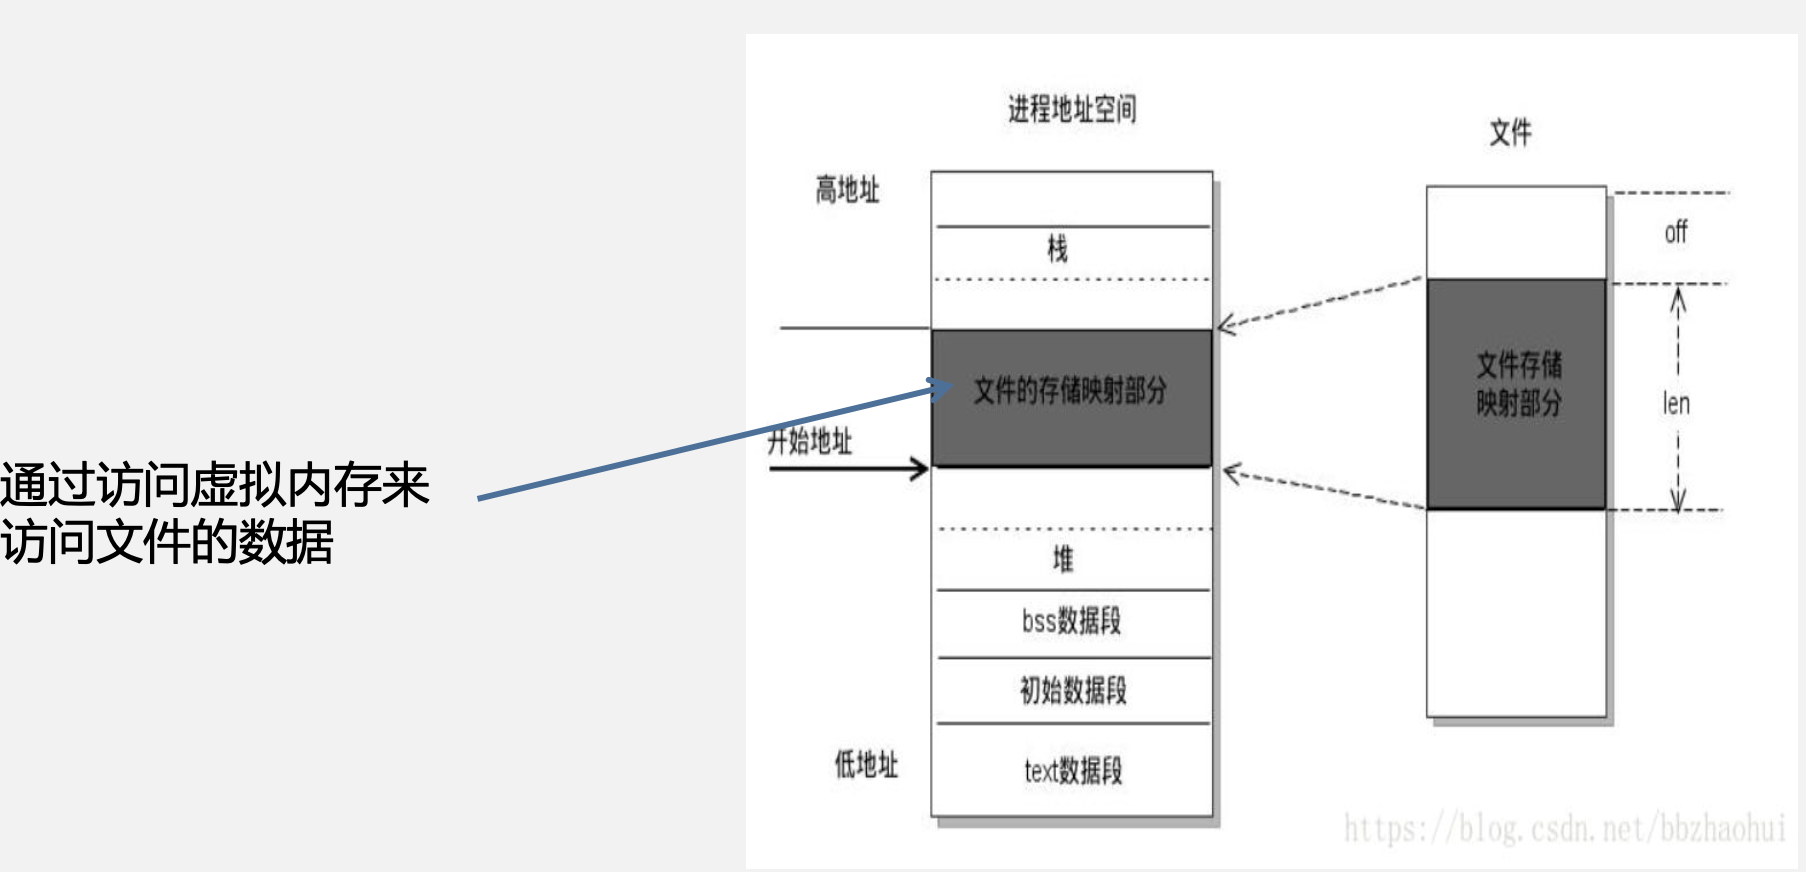 进程地址空间
文件
高地址
栈
off
文件的存储映射部分
文件存储
映射部分
len
开始地址
通过访问虚拟内存来
访问文件的数据
堆
bss数据段
初始数据段
低地址
text数据段
https://blog.csdn.net/bbzhaohui